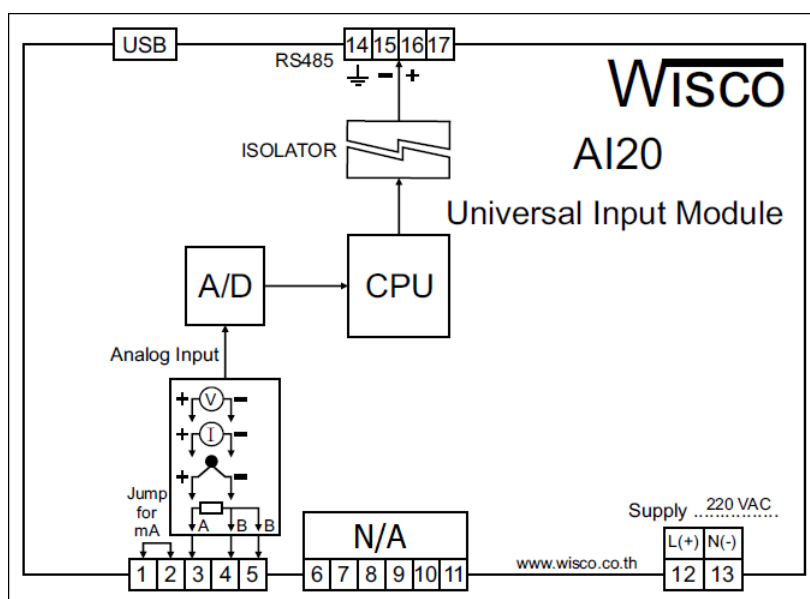 USB
14 15 16 17
RS485
- +
WISCO
ISOLATOR
AI20
Universal Input Module
A/D
CPU
Analog Input
+ V -
+ I -
+ -
Jump
for
mA
A B B
N/A
Supply ..220 VAC..
L(+) N(-)
www.wisco.co.th
1 2 3 4 5
6 7 8 9 10 11
12 13